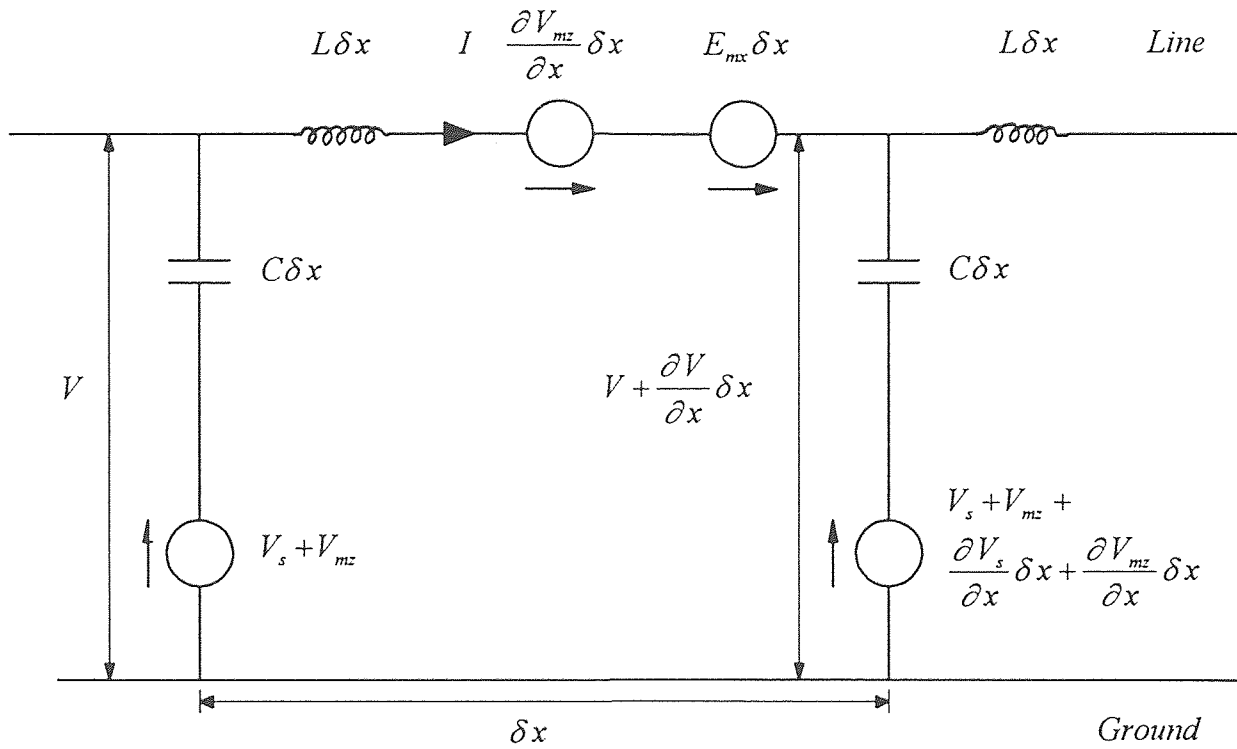 Lδx I ∂V_mz/∂x δx E_mx δx Lδx Line
Cδx Cδx
V V + ∂V/∂x δx
V_s + V_mz
V_s + V_mz +
∂V_s/∂x δx + ∂V_mz/∂x δx
δx
Ground